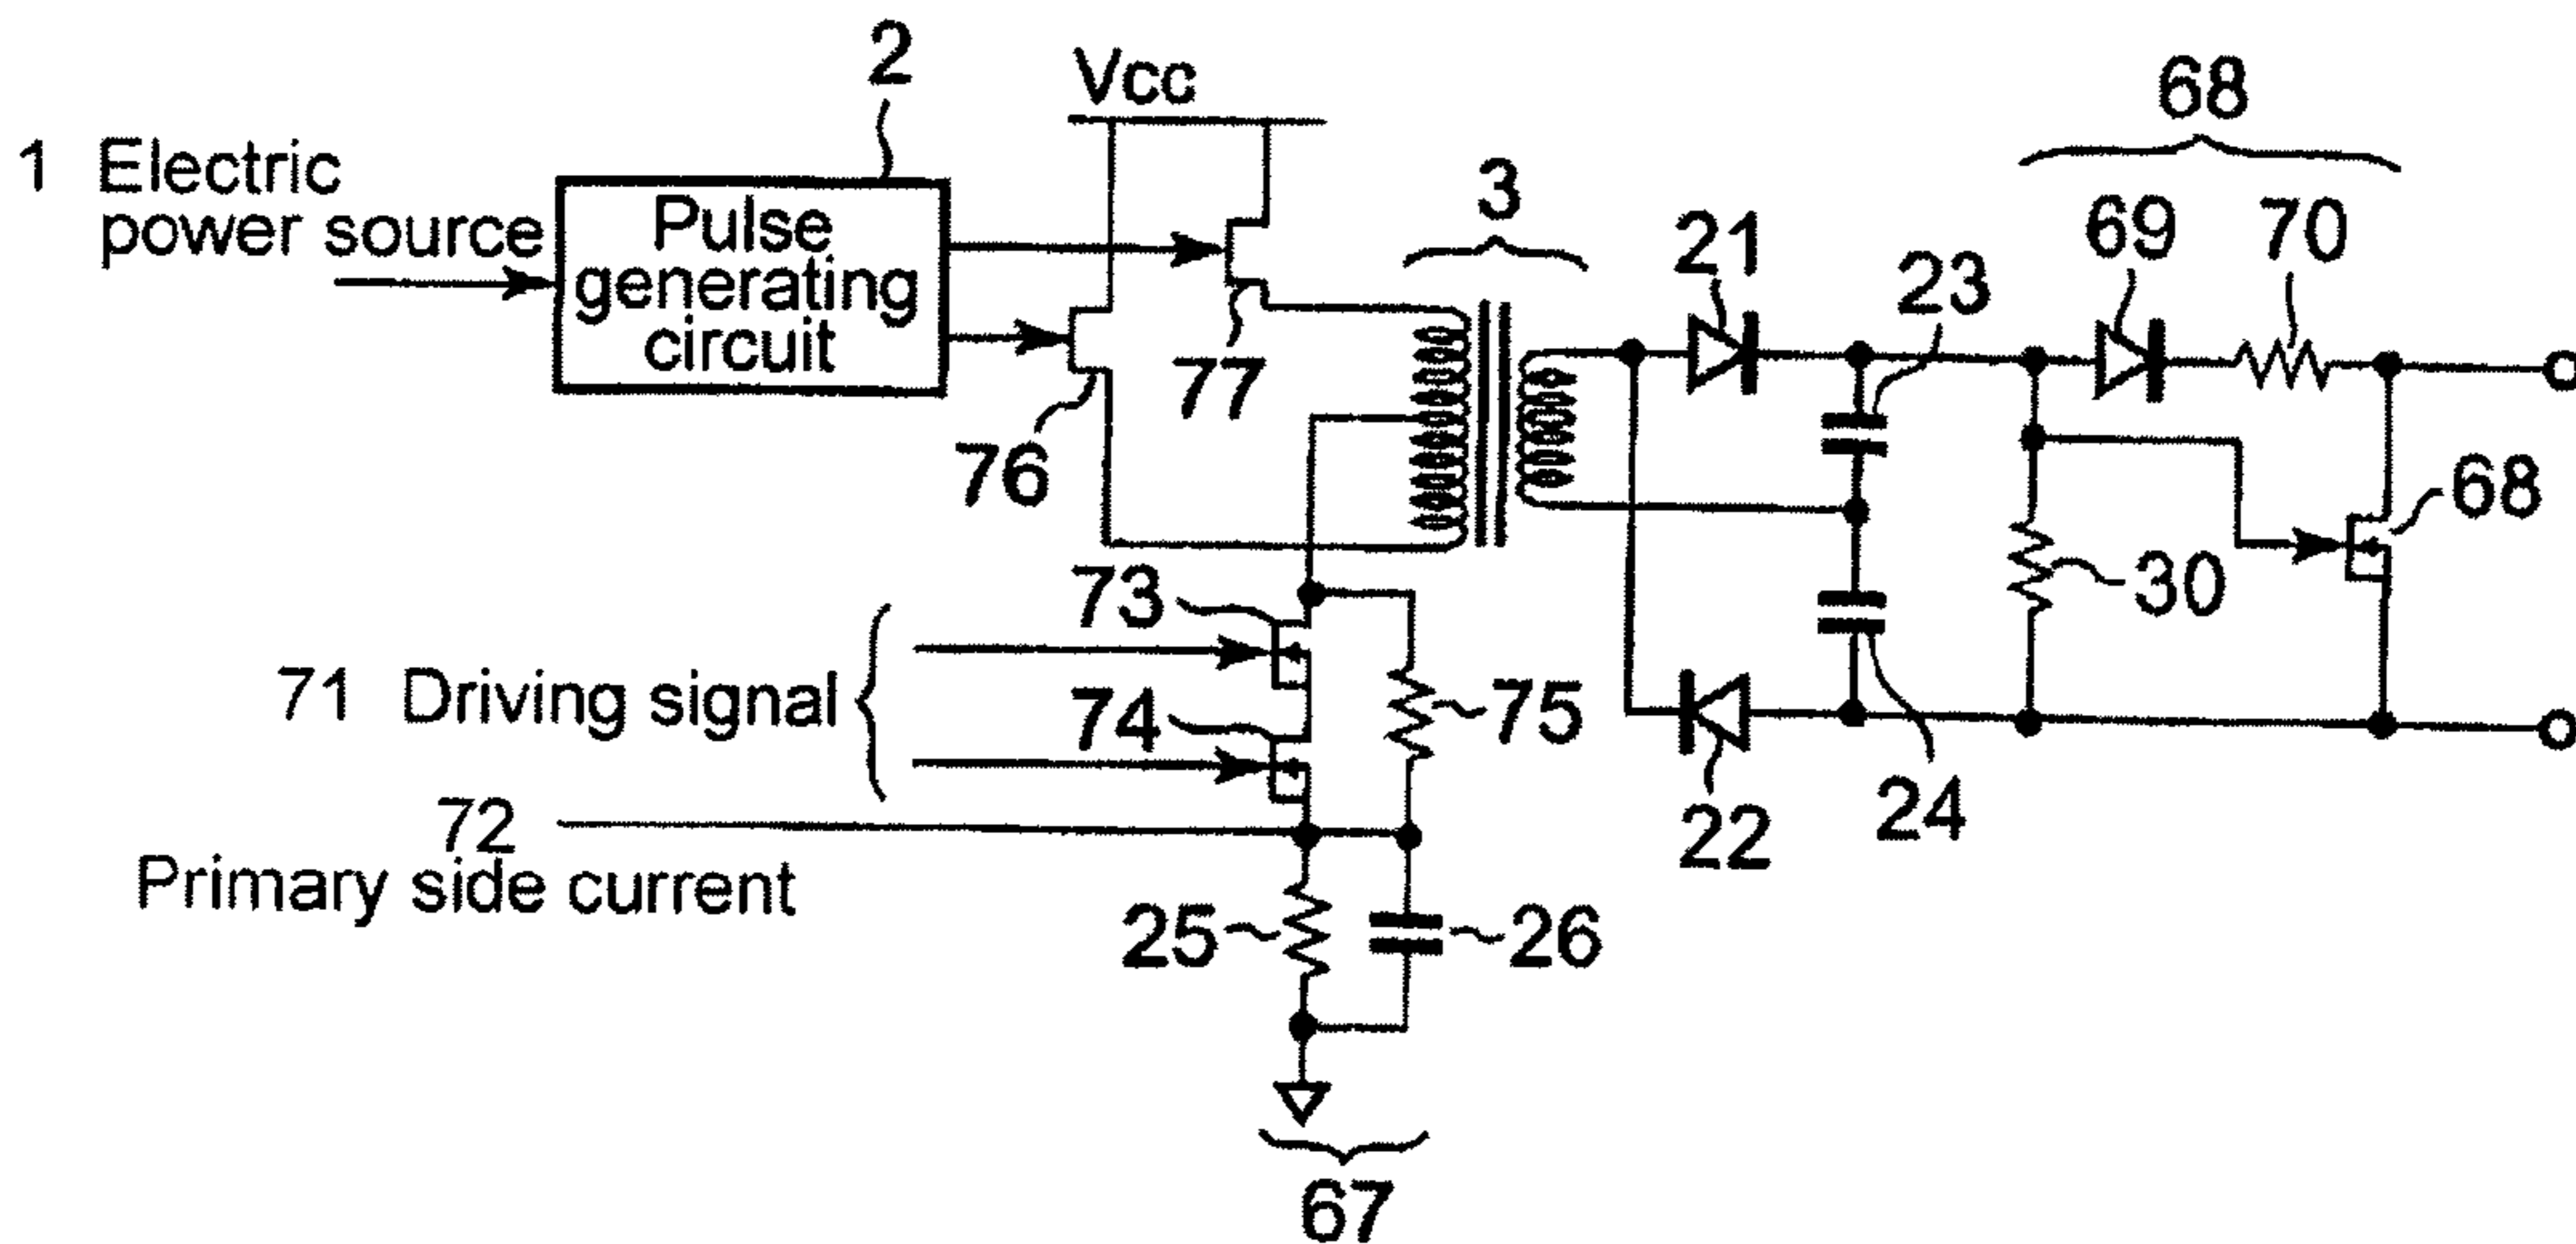 2
Vcc
68
1 Electric
power source
Pulse
generating
circuit
3
21
23
69
70
77
76
68
73
30
71 Driving signal
74
75
72
Primary side current
22
24
25
26
67